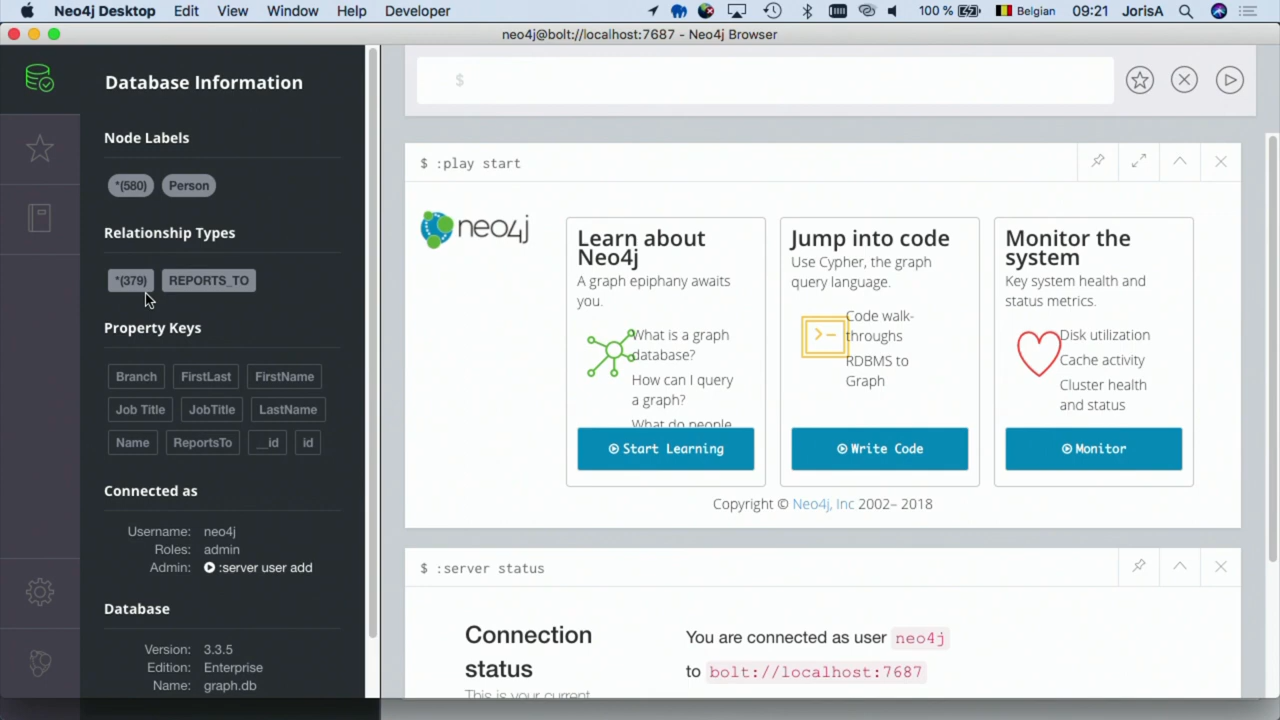 Neo4j Desktop Edit View Window Help Developer 100 % Belgian 09:21 JorisA
neo4j@bolt://localhost:7687 - Neo4j Browser
Database Information
Node Labels
*(580) Person
Relationship Types
*(379) REPORTS_TO
Property Keys
Branch FirstLast FirstName
Job Title JobTitle LastName
Name ReportsTo __id id
Connected as
Username: neo4j
Roles: admin
Admin: :server user add
Database
Version: 3.3.5
Edition: Enterprise
Name: graph.db
$
$ :play start
neo4j
Learn about
Neo4j
A graph epiphany awaits
you.
What is a graph
database?
How can I query
a graph?
What do people
Start Learning
Jump into code
Use Cypher, the graph
query language.
Code walk-
throughs
RDBMS to
Graph
Write Code
Monitor the
system
Key system health and
status metrics.
Disk utilization
Cache activity
Cluster health
and status
Monitor
Copyright © Neo4j, Inc 2002– 2018
$ :server status
Connection
status
This is your current
You are connected as user neo4j
to bolt://localhost:7687